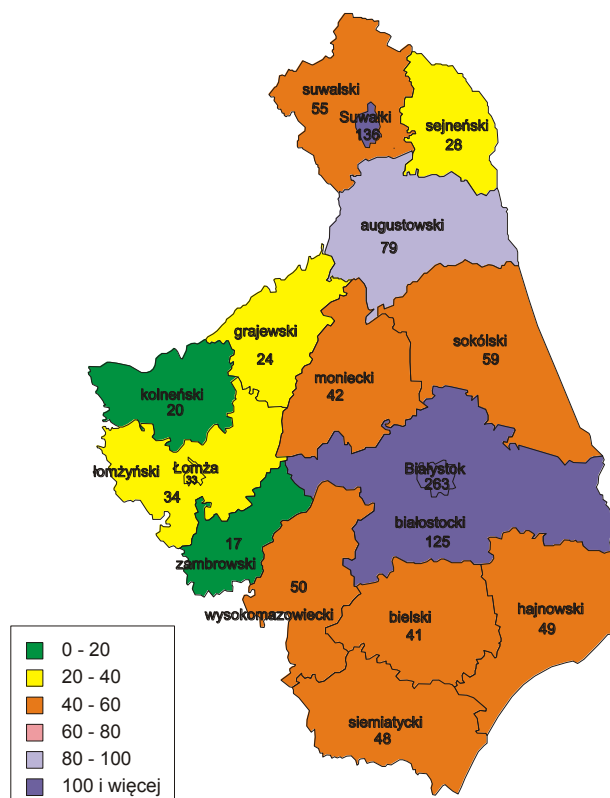 suwalski
55
Suwałki
136
sejneński
28
augustowski
79
grajewski
24
sokólski
59
moniecki
42
kolneński
20
Łomża
33
łomżyński
34
Białystok
263
białostocki
125
17
zambrowski
50
wysokomazowiecki
bielski
41
hajnowski
49
siemiatycki
48
0 - 20
20 - 40
40 - 60
60 - 80
80 - 100
100 i więcej